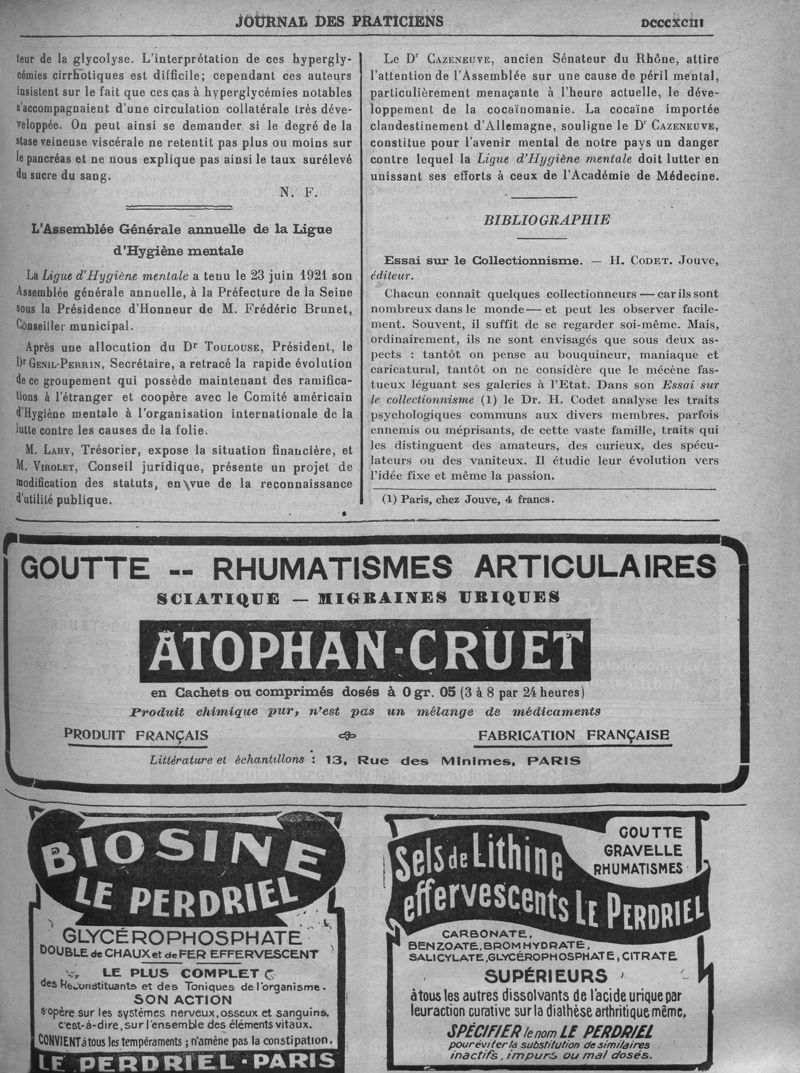 JOURNAL DES PRATICIENS
DCCCXCIII
teur de la glycolyse. L'interprétation de ces hypergly-
cémies cirrhotiques est difficile; cependant ces auteurs
insistent sur le fait que ces cas à hyperglycémies notables
s'accompagnaient d'une circulation collatérale très déve-
veloppée. On peut ainsi se demander si le degré de la
stase veineuse viscérale ne retentit pas plus ou moins sur
le pancréas et ne nous explique pas ainsi le taux surélevé
du sucre du sang.
N. F.
L'Assemblée Générale annuelle de la Ligue
d'Hygiène mentale
La Ligue d'Hygiène mentale a tenu le 23 juin 1921 son
Assemblée générale annuelle, à la Préfecture de la Seine
sous la Présidence d'Honneur de M. Frédéric Brunet,
Conseiller municipal.
Après une allocution du Dr TOULOUSE, Président, le
Dr GENIL-PERRIN, Secrétaire, a retracé la rapide évolution
de ce groupement qui possède maintenant des ramifica-
tions à l'étranger et coopère avec le Comité américain
d'Hygiène mentale à l'organisation internationale de la
lutte contre les causes de la folie.
M. LAHY, Trésorier, expose la situation financière, et
M. VIROLET, Conseil juridique, présente un projet de
modification des statuts, en vue de la reconnaissance
d'utilité publique.
Le Dr CAZENEUVE, ancien Sénateur du Rhône, attire
l'attention de l'Assemblée sur une cause de péril mental,
particulièrement menaçante à l'heure actuelle, le déve-
loppement de la cocaïnomanie. La cocaïne importée
clandestinement d'Allemagne, souligne le Dr CAZENEUVE,
constitue pour l'avenir mental de notre pays un danger
contre lequel la Ligue d'Hygiène mentale doit lutter en
unissant ses efforts à ceux de l'Académie de Médecine.
BIBLIOGRAPHIE
Essai sur le Collectionnisme. — H. CODET. Jouve,
éditeur.
Chacun connaît quelques collectionneurs — car ils sont
nombreux dans le monde — et peut les observer facile-
ment. Souvent, il suffit de se regarder soi-même. Mais,
ordinairement, ils ne sont envisagés que sous deux as-
pects : tantôt on pense au bouquineur, maniaque et
caricatural, tantôt on ne considère que le mécène fas-
tueux léguant ses galeries à l'Etat. Dans son Essai sur
le collectionnisme (1) le Dr. H. Codet analyse les traits
psychologiques communs aux divers membres, parfois
ennemis ou méprisants, de cette vaste famille, traits qui
les distinguent des amateurs, des curieux, des spécu-
lateurs ou des vaniteux. Il étudie leur évolution vers
l'idée fixe et même la passion.
(1) Paris, chez Jouve, 4 francs.
GOUTTE -- RHUMATISMES ARTICULAIRES
SCIATIQUE — MIGRAINES URIQUES
ATOPHAN-CRUET
en Cachets ou comprimés dosés à 0 gr. 05 (3 à 8 par 24 heures)
Produit chimique pur, n'est pas un mélange de médicaments
PRODUIT FRANÇAIS
FABRICATION FRANÇAISE
Littérature et échantillons : 13, Rue des Minimes, PARIS
BIOSINE
LE PERDRIEL
GLYCÉROPHOSPHATE
DOUBLE de CHAUX et de FER EFFERVESCENT
LE PLUS COMPLET
des Reconstituants et des Toniques de l'organisme.
SON ACTION
s'opère sur les systèmes nerveux, osseux et sanguins,
c'est-à-dire, sur l'ensemble des éléments vitaux.
CONVIENT à tous les tempéraments ; n'amène pas la constipation.
LE PERDRIEL - PARIS
Sels de Lithine
effervescents LE PERDRIEL
GOUTTE
GRAVELLE
RHUMATISMES
CARBONATE,
BENZOATE, BROMHYDRATE,
SALICYLATE, GLYCÉROPHOSPHATE, CITRATE
SUPÉRIEURS
à tous les autres dissolvants de l'acide urique par
leur action curative sur la diathèse arthritique même.
SPÉCIFIER le nom LE PERDRIEL
pour éviter la substitution de similaires
inactifs, impurs ou mal dosés.